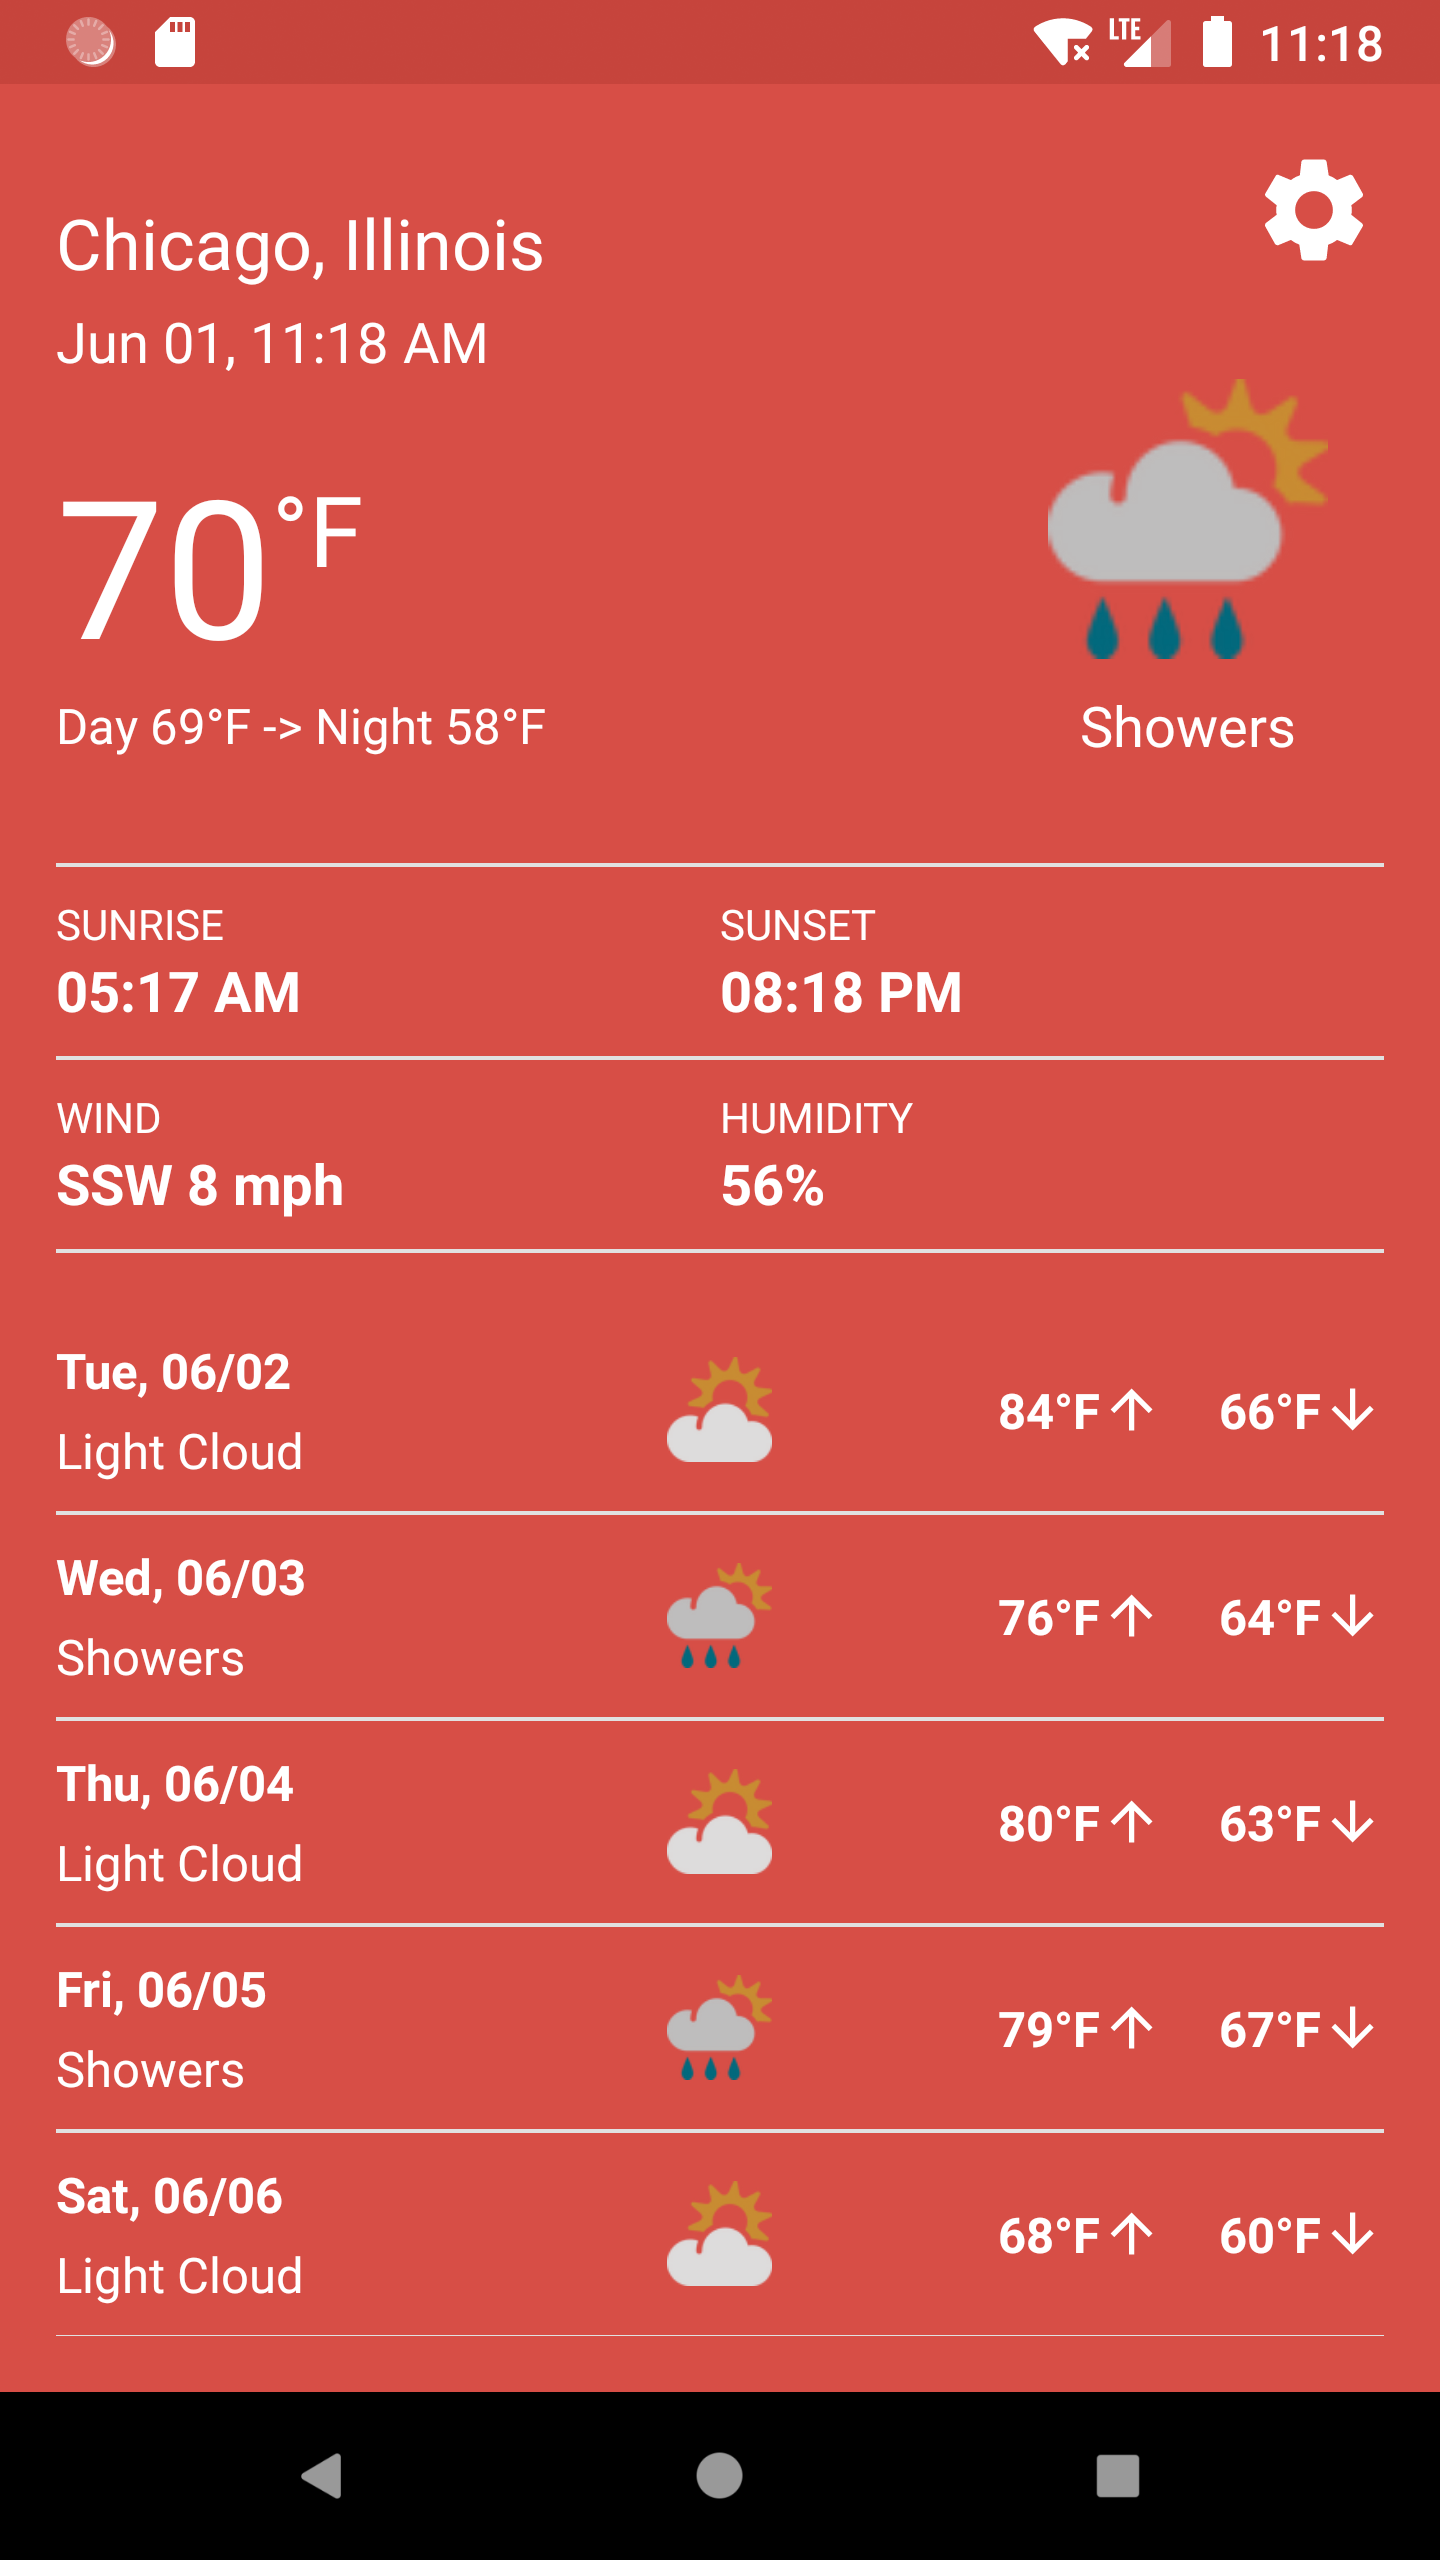 LTE 11:18
Chicago, Illinois
Jun 01, 11:18 AM
70°F
Day 69°F -> Night 58°F
Showers
SUNRISE
05:17 AM
SUNSET
08:18 PM
WIND
SSW 8 mph
HUMIDITY
56%
Tue, 06/02
Light Cloud
84°F 66°F
Wed, 06/03
Showers
76°F 64°F
Thu, 06/04
Light Cloud
80°F 63°F
Fri, 06/05
Showers
79°F 67°F
Sat, 06/06
Light Cloud
68°F 60°F